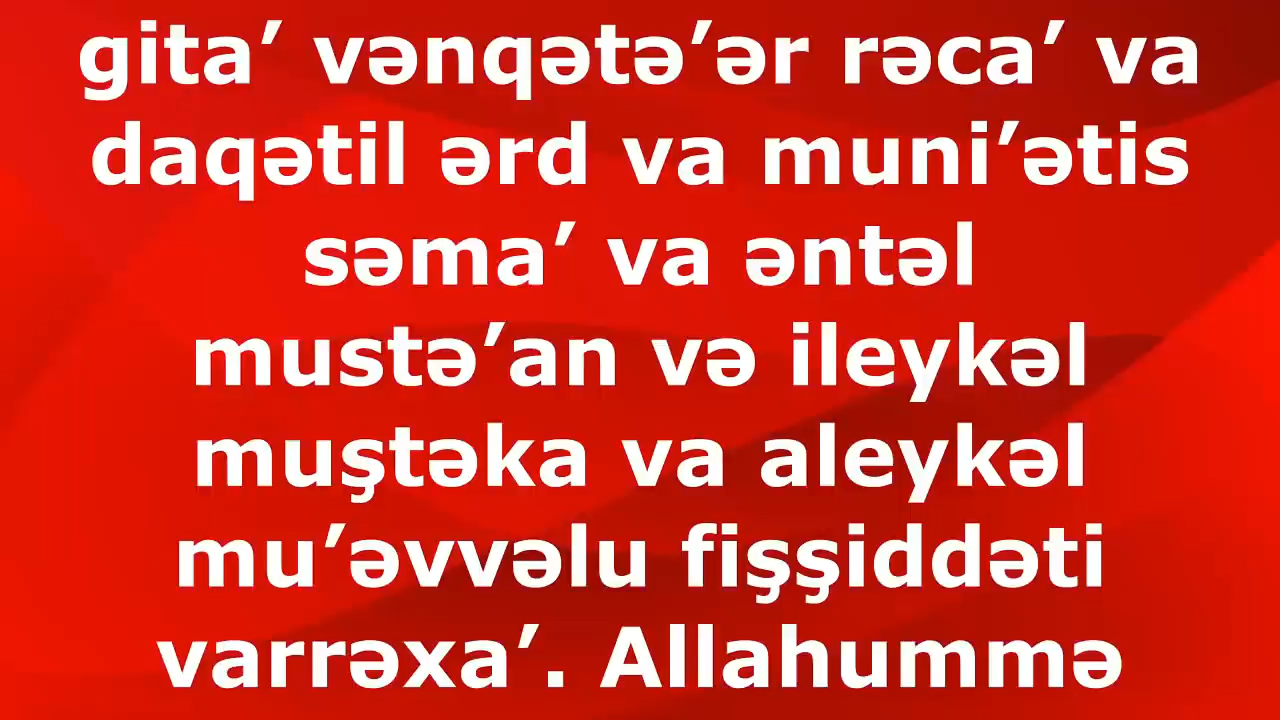 gita’ vənqətə’ər rəca’ va
daqətil ərd va muni’ətis
səma’ va əntəl
mustə’an və ileykəl
muştəka va aleykəl
mu’əvvəlu fişşiddəti
varrəxa’. Allahummə